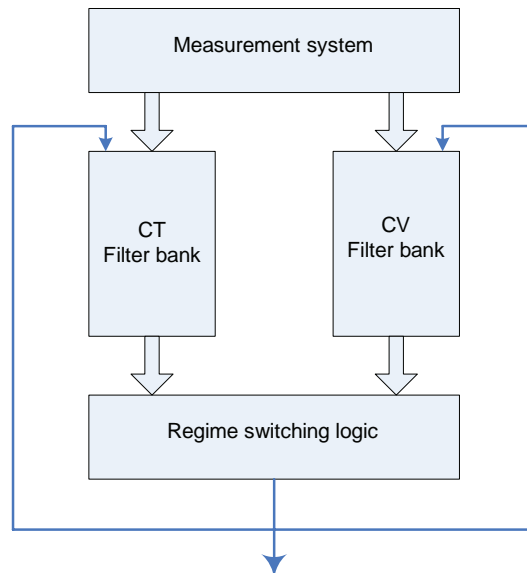 Measurement system
CT
Filter bank
CV
Filter bank
Regime switching logic